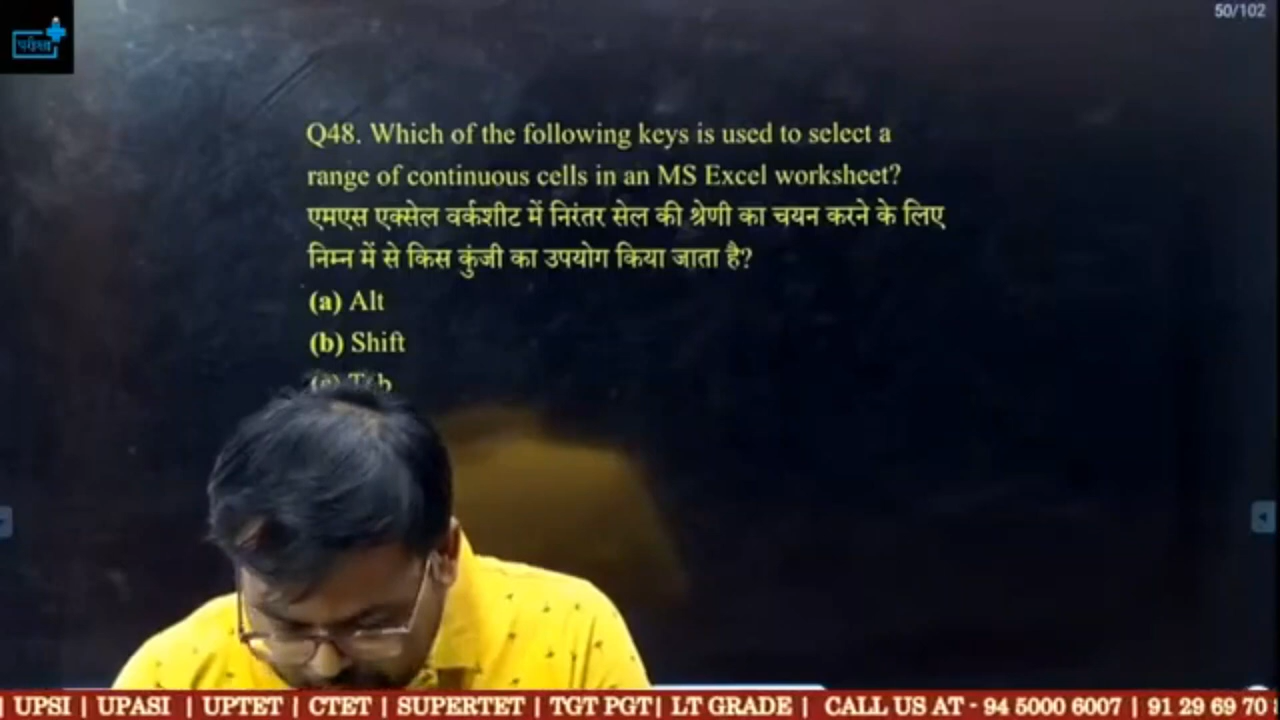 50/102
परीक्षा
Q48. Which of the following keys is used to select a
range of continuous cells in an MS Excel worksheet?
एमएस एक्सेल वर्कशीट में निरंतर सेल की श्रेणी का चयन करने के लिए
निम्न में से किस कुंजी का उपयोग किया जाता है?
(a) Alt
(b) Shift
(c) Tab
| UPSI | UPASI | UPTET | CTET | SUPERTET | TGT PGT| LT GRADE | CALL US AT - 94 5000 6007 | 91 29 69 70